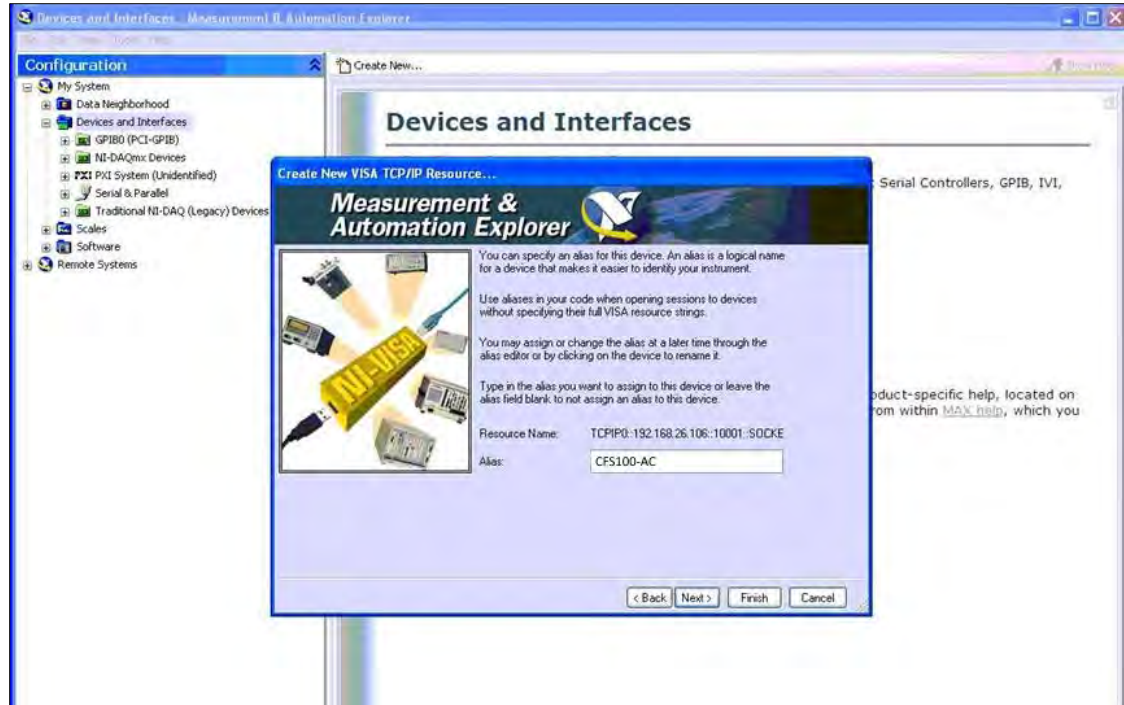 Devices and Interfaces - Measurement & Automation Explorer
Configuration
Create New...
My System
Data Neighborhood
Devices and Interfaces
GPIB0 (PCI-GPIB)
NI-DAQmx Devices
PXI PXI System (Unidentified)
Serial & Parallel
Traditional NI-DAQ (Legacy) Devices
Scales
Software
Remote Systems
Devices and Interfaces
Serial Controllers, GPIB, IVI,
oduct-specific help, located on
rom within MAX help, which you
Create New VISA TCP/IP Resource...
Measurement &
Automation Explorer
NI-VISA
You can specify an alias for this device. An alias is a logical name
for a device that makes it easier to identify your instrument.
Use aliases in your code when opening sessions to devices
without specifying their full VISA resource strings.
You may assign or change the alias at a later time through the
alias editor or by clicking on the device to rename it.
Type in the alias you want to assign to this device or leave the
alias field blank to not assign an alias to this device.
Resource Name: TCPIP0::192.168.26.106::10001::SOCKE
Alias: CFS100-AC
< Back Next > Finish Cancel